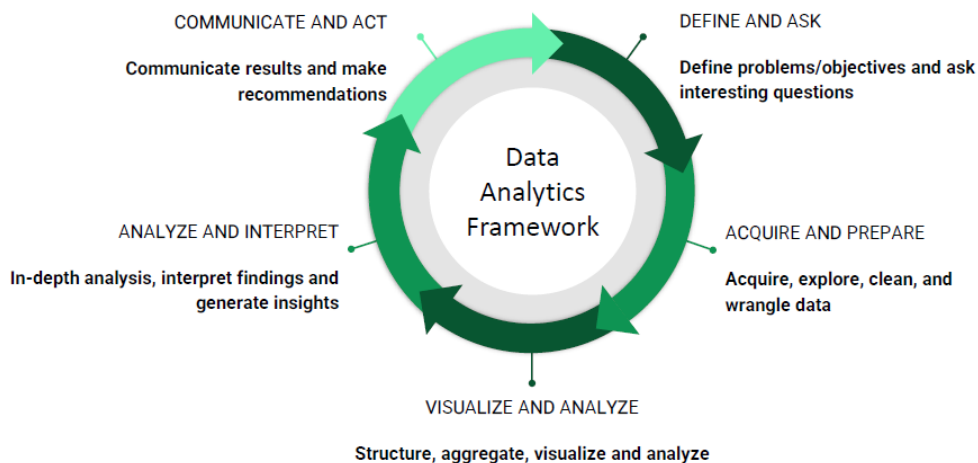 COMMUNICATE AND ACT
Communicate results and make
recommendations
DEFINE AND ASK
Define problems/objectives and ask
interesting questions
Data
Analytics
Framework
ANALYZE AND INTERPRET
In-depth analysis, interpret findings and
generate insights
ACQUIRE AND PREPARE
Acquire, explore, clean, and
wrangle data
VISUALIZE AND ANALYZE
Structure, aggregate, visualize and analyze